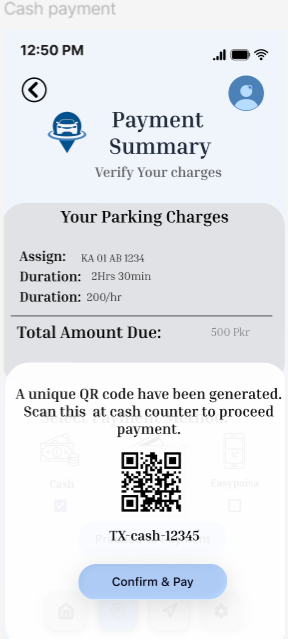 Cash payment
12:50 PM
Payment
Summary
Verify Your charges
Your Parking Charges
Assign: KA 01 AB 1234
Duration: 2Hrs 30min
Duration: 200/hr
Total Amount Due: 500 Pkr
A unique QR code have been generated.
Scan this at cash counter to proceed
payment.
Cash
Easypaisa
TX-cash-12345
Confirm & Pay